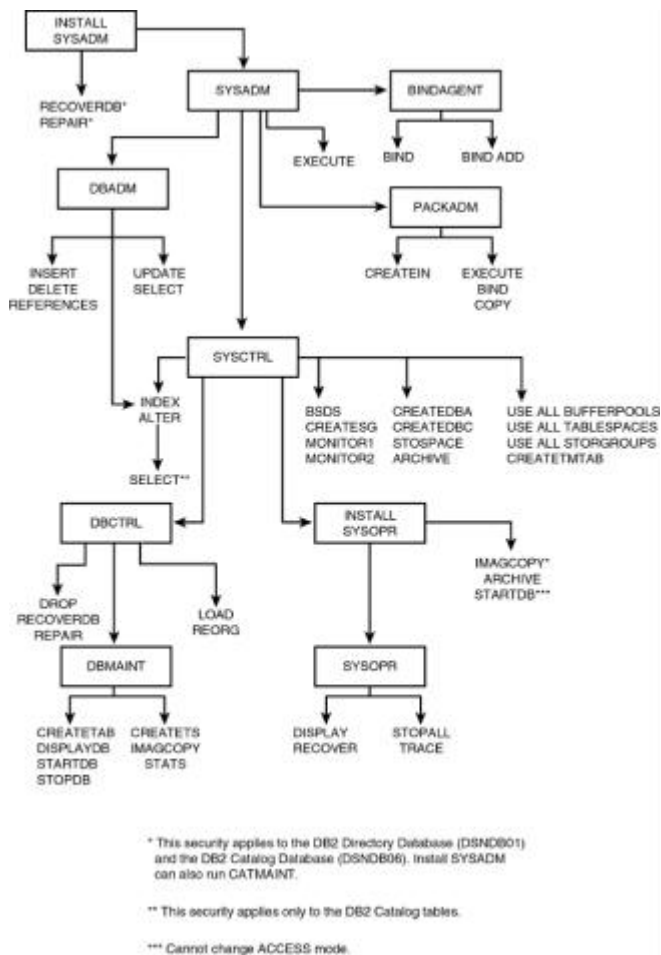 INSTALL
SYSADM
RECOVERDB*
REPAIR*
SYSADM
BINDAGENT
EXECUTE
BIND
BIND ADD
DBADM
PACKADM
INSERT
DELETE
REFERENCES
UPDATE
SELECT
CREATEIN
EXECUTE
BIND
COPY
SYSCTRL
INDEX
ALTER
BSDS
CREATESG
MONITOR1
MONITOR2
CREATEDBA
CREATEDBC
STOSPACE
ARCHIVE
USE ALL BUFFERPOOLS
USE ALL TABLESPACES
USE ALL STORGROUPS
CREATETMTAB
SELECT**
DBCTRL
INSTALL
SYSOPR
IMAGCOPY*
ARCHIVE
STARTDB***
DROP
RECOVERDB
REPAIR
LOAD
REORG
DBMAINT
SYSOPR
CREATETAB
DISPLAYDB
STARTDB
STOPDB
CREATETS
IMAGCOPY
STATS
DISPLAY
RECOVER
STOPALL
TRACE
* This security applies to the DB2 Directory Database (DSNDB01)
and the DB2 Catalog Database (DSNDB06). Install SYSADM
can also run CATMAINT.
** This security applies only to the DB2 Catalog tables.
*** Cannot change ACCESS mode.